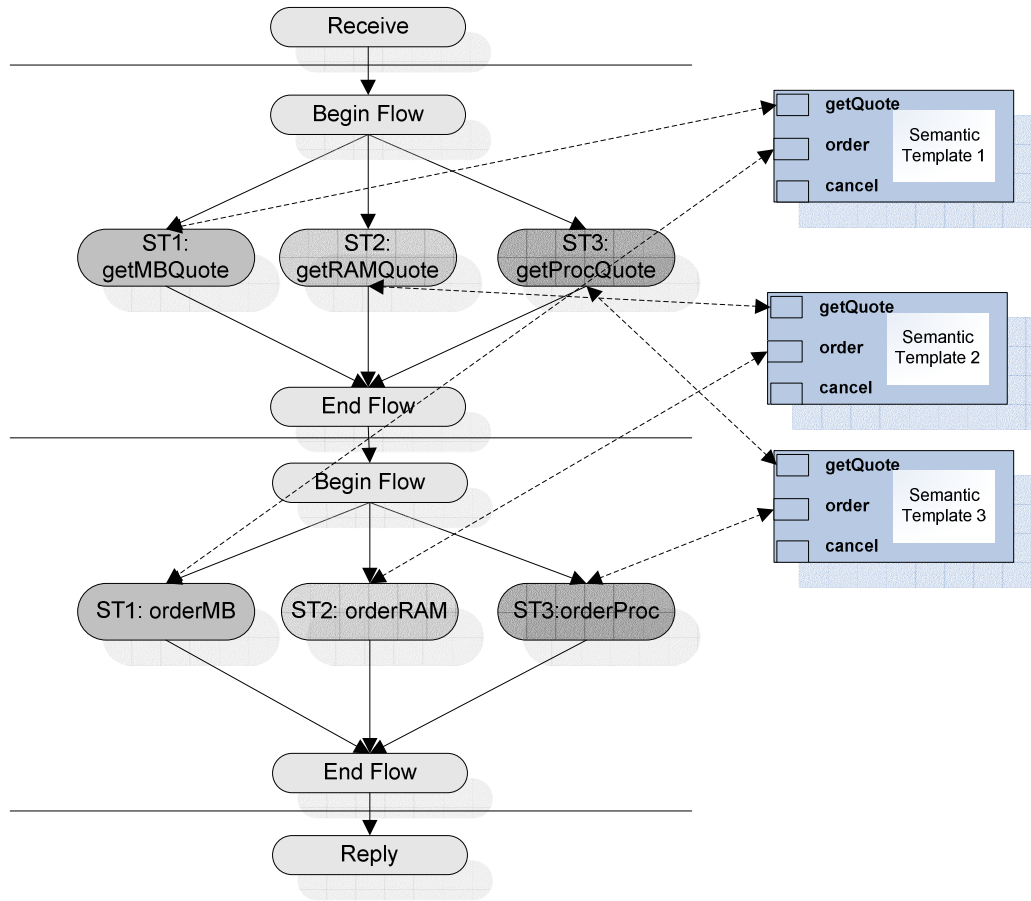 Receive
Begin Flow
ST1:
getMBQuote
ST2:
getRAMQuote
ST3:
getProcQuote
End Flow
Begin Flow
ST1: orderMB
ST2: orderRAM
ST3:orderProc
End Flow
Reply
getQuote
order
cancel
Semantic
Template 1
getQuote
order
cancel
Semantic
Template 2
getQuote
order
cancel
Semantic
Template 3